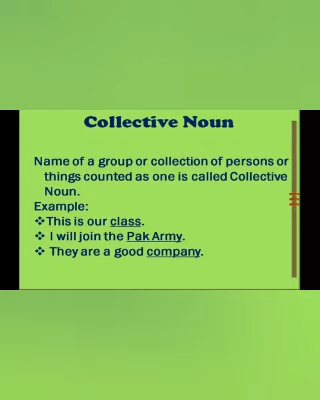 Collective Noun
Name of a group or collection of persons or
things counted as one is called Collective
Noun.
Example:
❖This is our class.
❖ I will join the Pak Army.
❖ They are a good company.